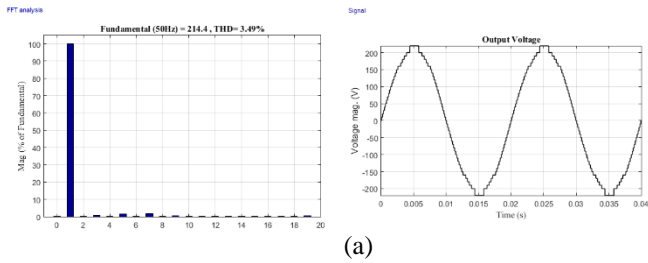 FFT analysis
Fundamental (50Hz) = 214.4 , THD= 3.49%
Mag (% of Fundamental)
100
90
80
70
60
50
40
30
20
10
0
0 2 4 6 8 10 12 14 16 18 20
Signal
Output Voltage
Voltage mag. (V)
200
150
100
50
0
-50
-100
-150
-200
0 0.005 0.01 0.015 0.02 0.025 0.03 0.035 0.04
Time (s)
(a)